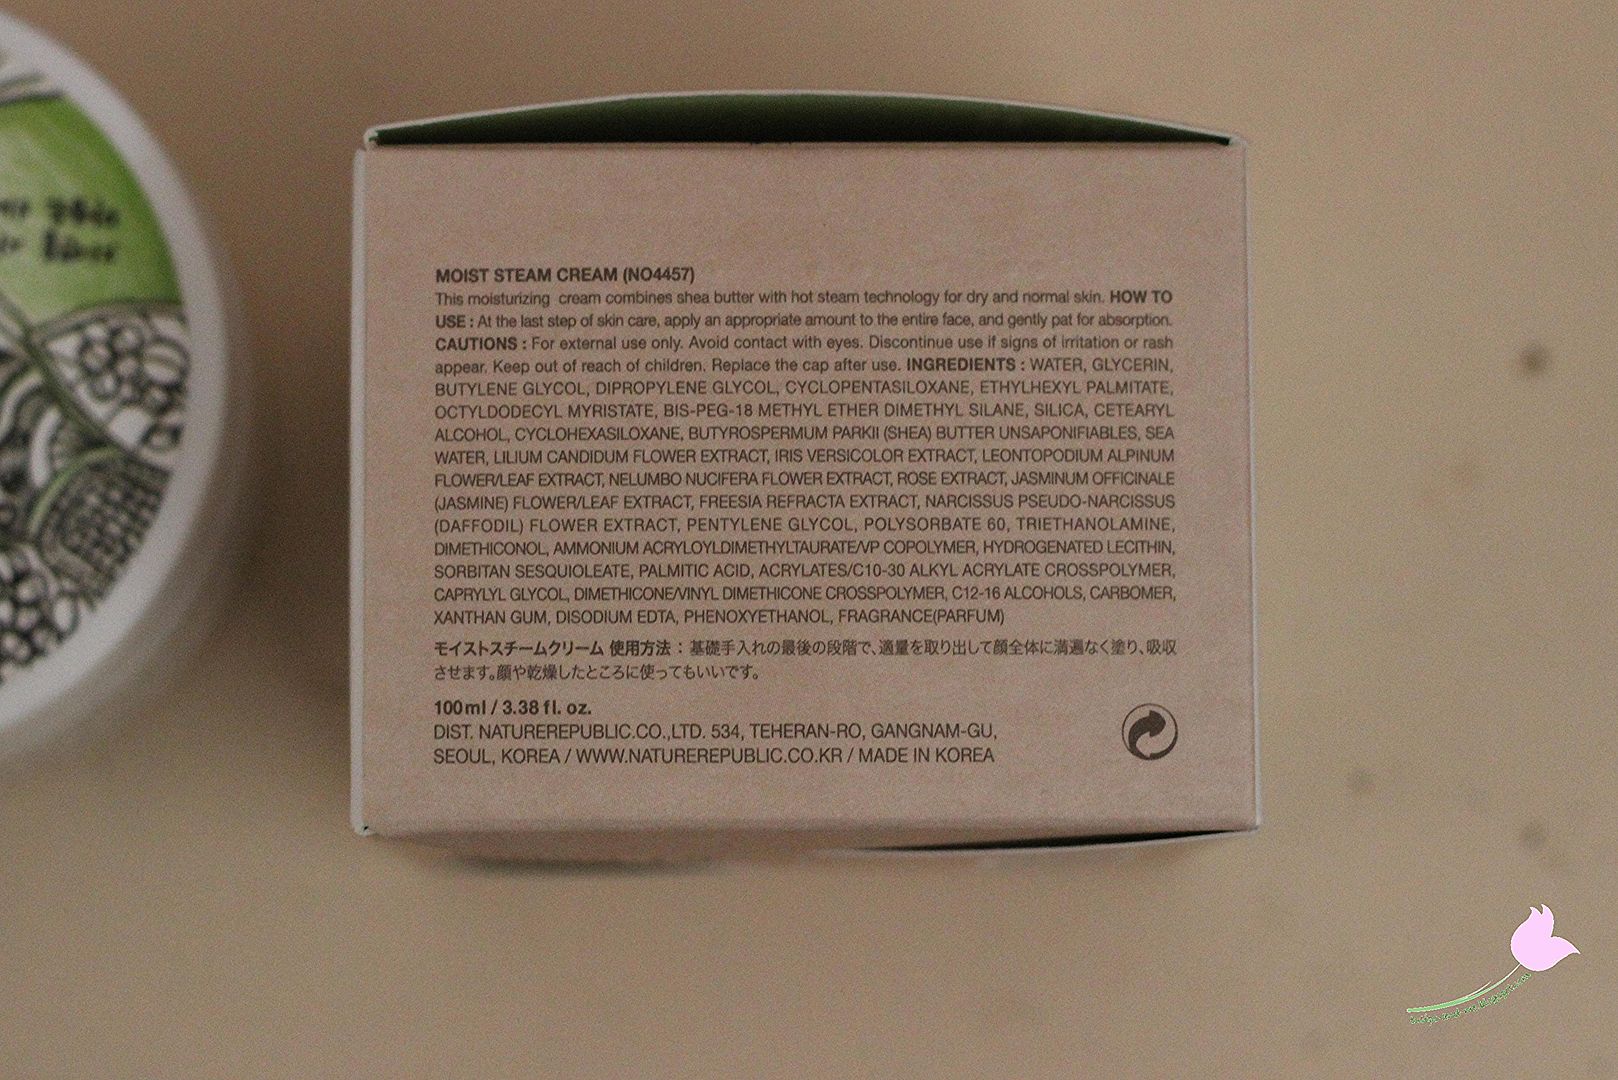 MOIST STEAM CREAM (NO4457)
This moisturizing cream combines shea butter with hot steam technology for dry and normal skin. HOW TO
USE : At the last step of skin care, apply an appropriate amount to the entire face, and gently pat for absorption.
CAUTIONS : For external use only. Avoid contact with eyes. Discontinue use if signs of irritation or rash
appear. Keep out of reach of children. Replace the cap after use. INGREDIENTS : WATER, GLYCERIN,
BUTYLENE GLYCOL, DIPROPYLENE GLYCOL, CYCLOPENTASILOXANE, ETHYLHEXYL PALMITATE,
OCTYLDODECYL MYRISTATE, BIS-PEG-18 METHYL ETHER DIMETHYL SILANE, SILICA, CETEARYL
ALCOHOL, CYCLOHEXASILOXANE, BUTYROSPERMUM PARKII (SHEA) BUTTER UNSAPONIFIABLES, SEA
WATER, LILIUM CANDIDUM FLOWER EXTRACT, IRIS VERSICOLOR EXTRACT, LEONTOPODIUM ALPINUM
FLOWER/LEAF EXTRACT, NELUMBO NUCIFERA FLOWER EXTRACT, ROSE EXTRACT, JASMINUM OFFICINALE
(JASMINE) FLOWER/LEAF EXTRACT, FREESIA REFRACTA EXTRACT, NARCISSUS PSEUDO-NARCISSUS
(DAFFODIL) FLOWER EXTRACT, PENTYLENE GLYCOL, POLYSORBATE 60, TRIETHANOLAMINE,
DIMETHICONOL, AMMONIUM ACRYLOYLDIMETHYLTAURATE/VP COPOLYMER, HYDROGENATED LECITHIN,
SORBITAN SESQUIOLEATE, PALMITIC ACID, ACRYLATES/C10-30 ALKYL ACRYLATE CROSSPOLYMER,
CAPRYLYL GLYCOL, DIMETHICONE/VINYL DIMETHICONE CROSSPOLYMER, C12-16 ALCOHOLS, CARBOMER,
XANTHAN GUM, DISODIUM EDTA, PHENOXYETHANOL, FRAGRANCE(PARFUM)
モイストスチームクリーム 使用方法 : 基礎手入れの最後の段階で、適量を取り出して顔全体に満遍なく塗り、吸収
させます。顔や乾燥したところに使ってもいいです。
100ml / 3.38 fl. oz.
DIST. NATUREREPUBLIC.CO.,LTD. 534, TEHERAN-RO, GANGNAM-GU,
SEOUL, KOREA / WWW.NATUREREPUBLIC.CO.KR / MADE IN KOREA